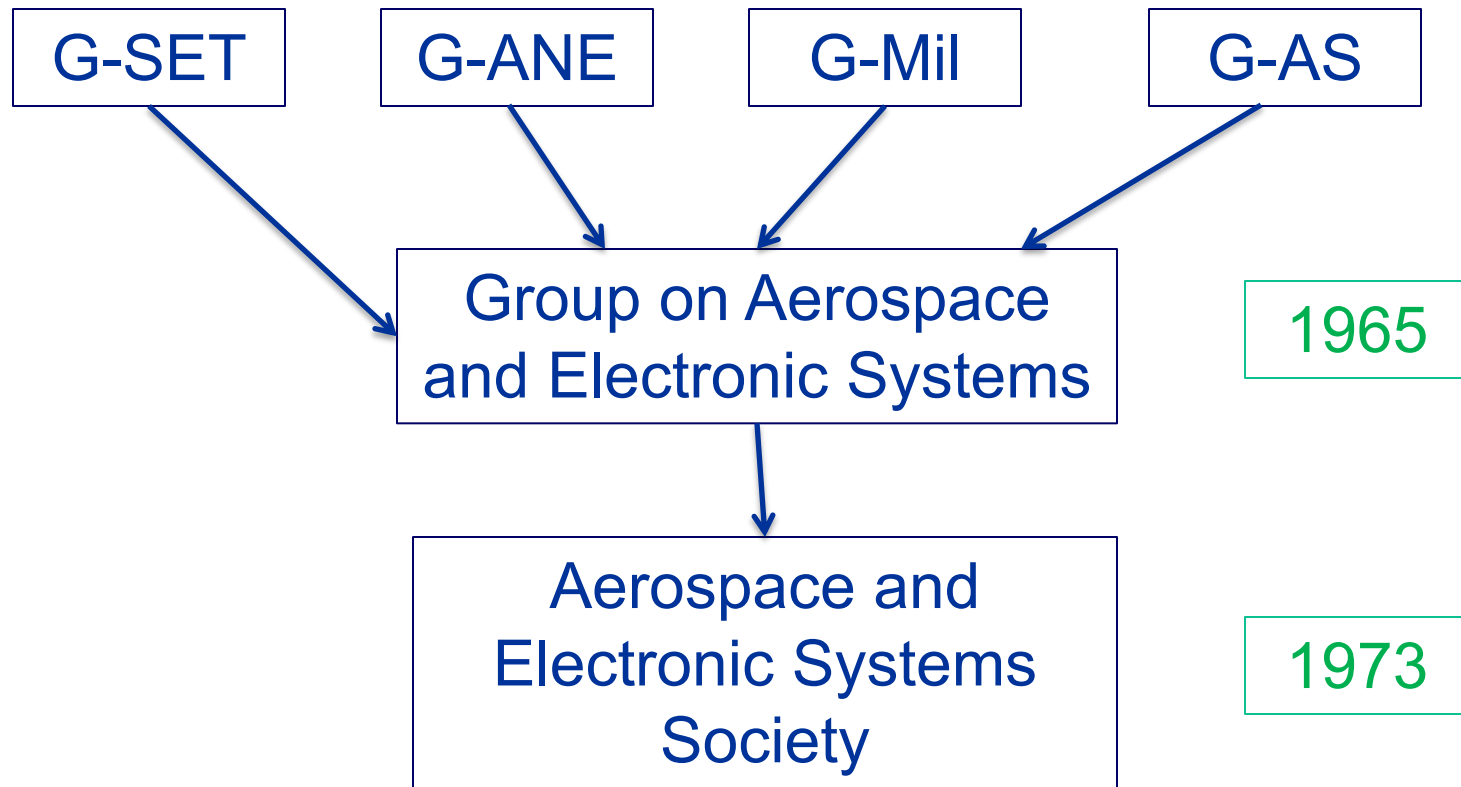 G-SET
G-ANE
G-Mil
G-AS
Group on Aerospace
and Electronic Systems
1965
Aerospace and
Electronic Systems
Society
1973